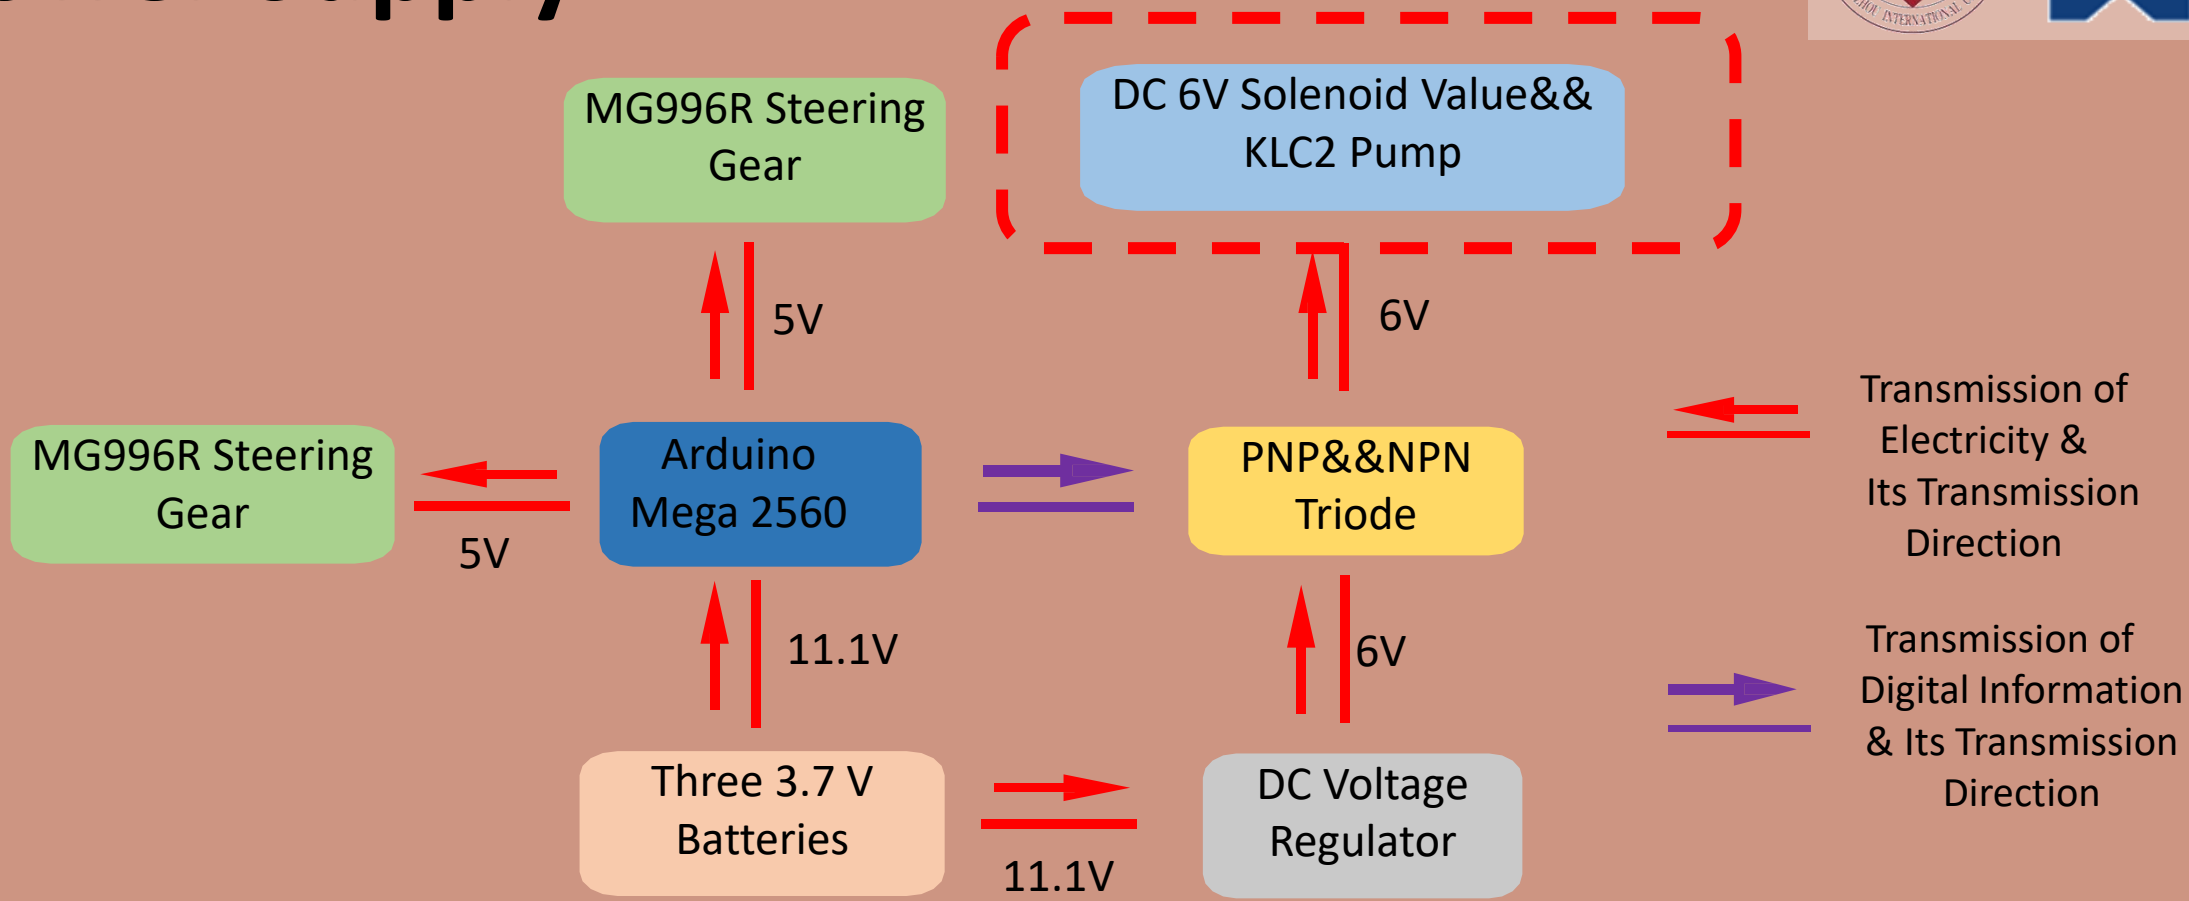 Supply
MG996R Steering
Gear
DC 6V Solenoid Value&&
KLC2 Pump
5V
6V
MG996R Steering
Gear
5V
Arduino
Mega 2560
PNP&&NPN
Triode
Transmission of
Electricity &
Its Transmission
Direction
11.1V
6V
Transmission of
Digital Information
& Its Transmission
Direction
Three 3.7 V
Batteries
11.1V
DC Voltage
Regulator